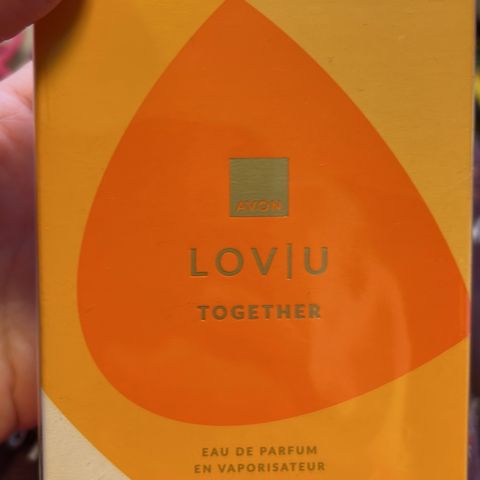 AVON
LOV|U
TOGETHER
EAU DE PARFUM
EN VAPORISATEUR